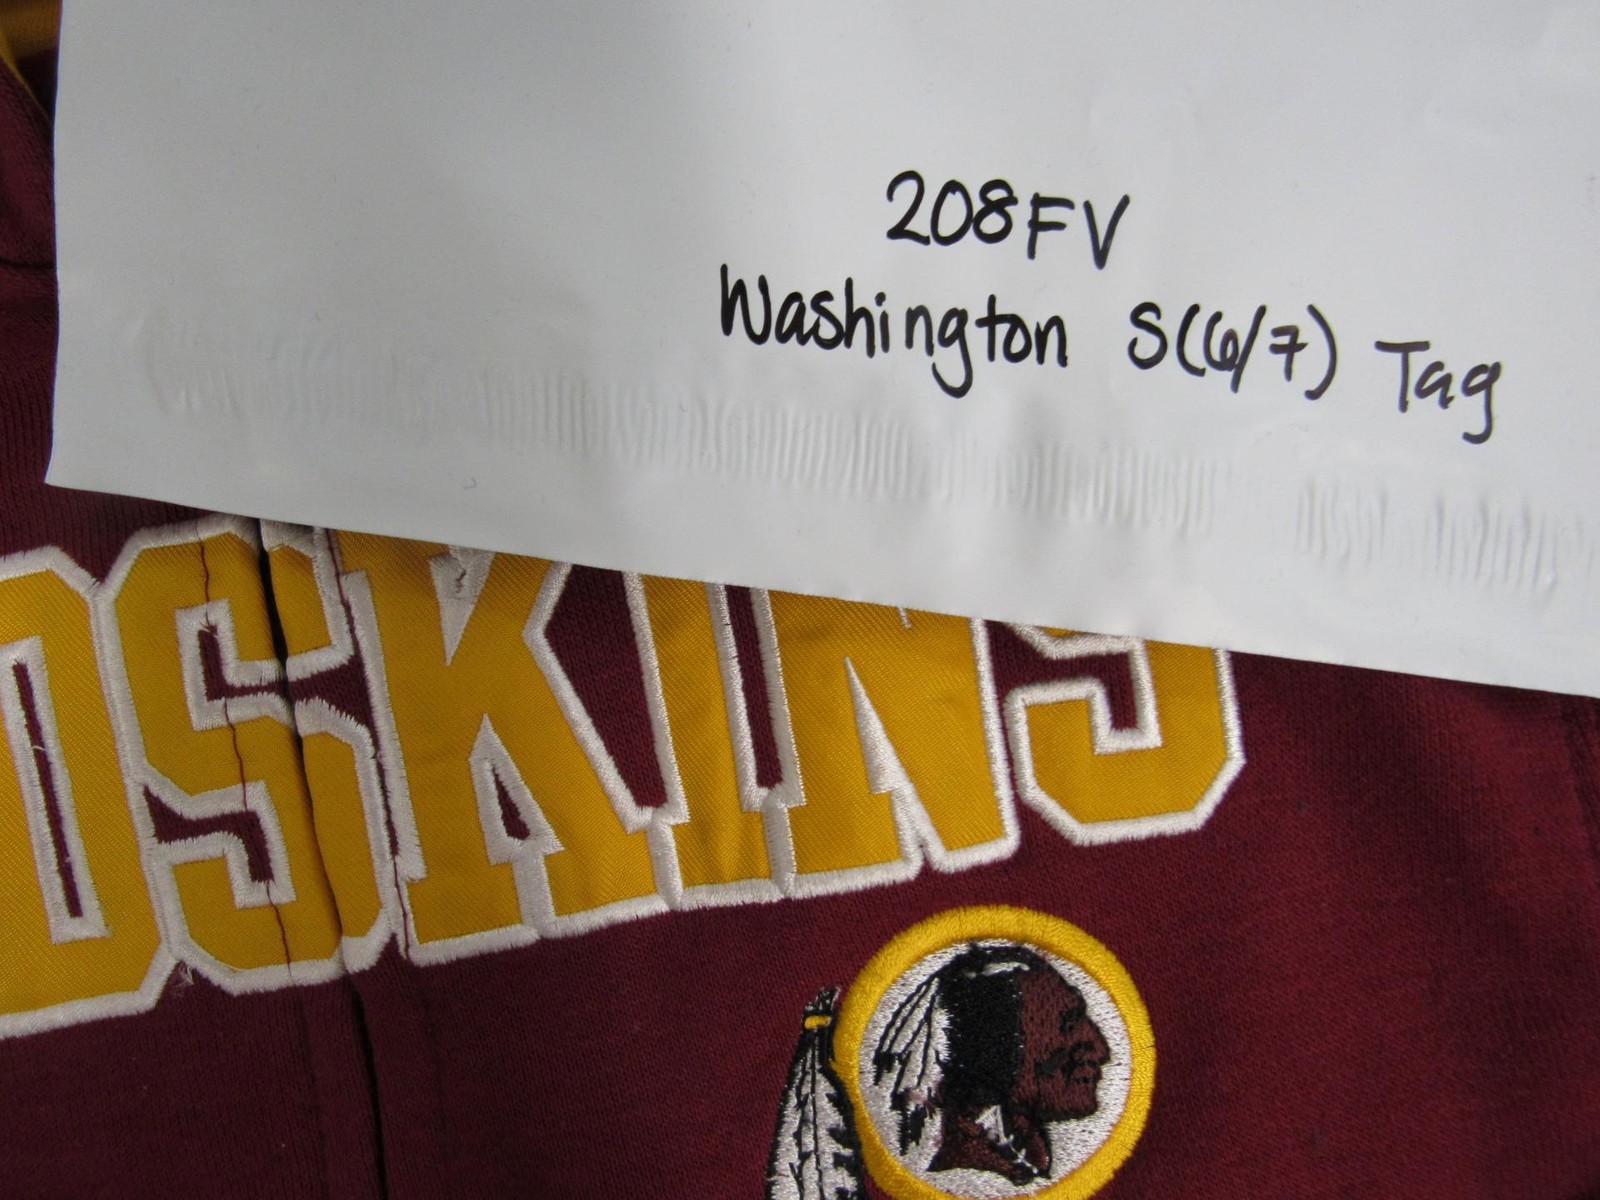 208FV
Washington S(6/7) Tag
DSKINS